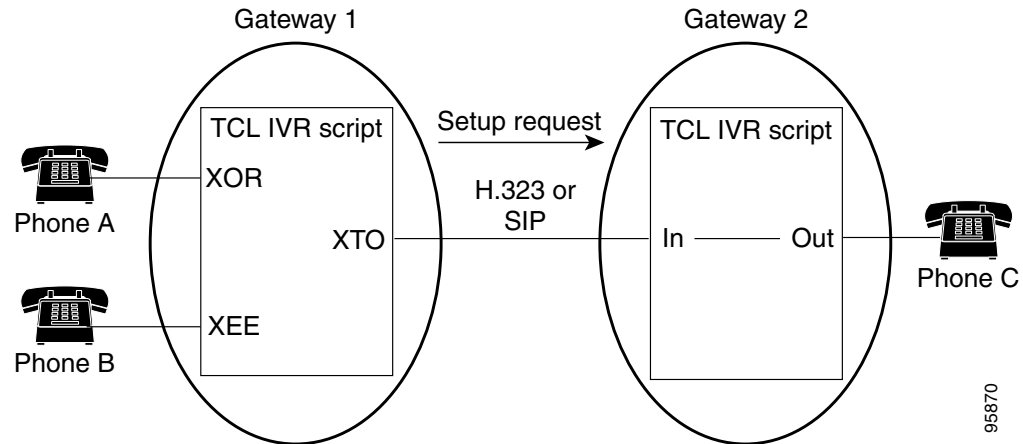 Gateway 1
Gateway 2
TCL IVR script
Setup request
TCL IVR script
XOR
H.323 or
SIP
Phone A
XTO
In
Out
Phone C
XEE
Phone B
95870